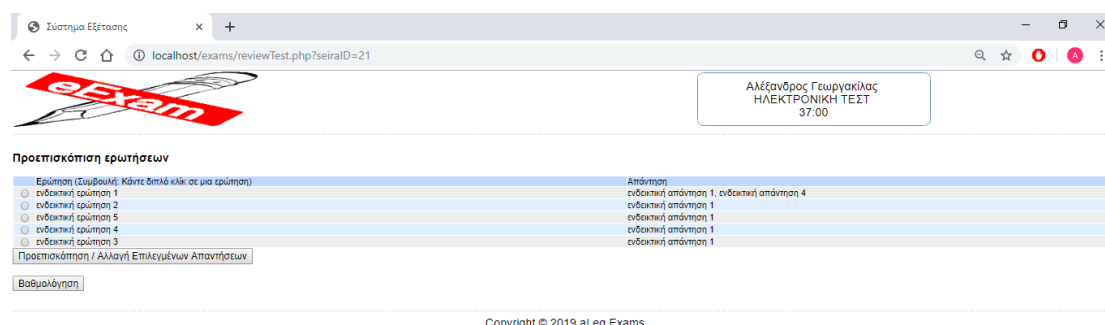 Σύστημα Εξέτασης
localhost/exams/reviewTest.php?seiraID=21
A
eExam
Αλέξανδρος Γεωργακίλας
ΗΛΕΚΤΡΟΝΙΚΗ ΤΕΣΤ
37:00
Προεπισκόπιση ερωτήσεων
Ερώτηση (Συμβουλή: Κάντε διπλό κλίκ σε μια ερώτηση) Απάντηση
ενδεικτική ερώτηση 1 ενδεικτική απάντηση 1, ενδεικτική απάντηση 4
ενδεικτική ερώτηση 2 ενδεικτική απάντηση 1
ενδεικτική ερώτηση 5 ενδεικτική απάντηση 1
ενδεικτική ερώτηση 4 ενδεικτική απάντηση 1
ενδεικτική ερώτηση 3 ενδεικτική απάντηση 1
Προεπισκόπηση / Αλλαγή Επιλεγμένων Απαντήσεων
Βαθμολόγηση
Copyright © 2019 aLeg Exams